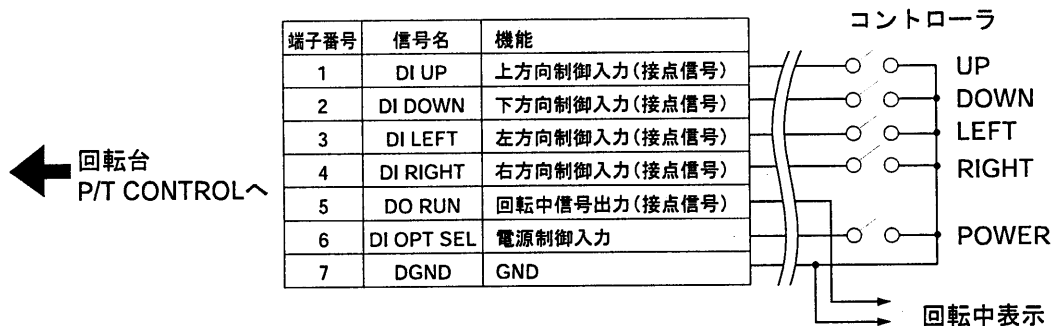 コントローラ
端子番号 信号名 機能
1 DI UP 上方向制御入力(接点信号) UP
2 DI DOWN 下方向制御入力(接点信号) DOWN
3 DI LEFT 左方向制御入力(接点信号) LEFT
4 DI RIGHT 右方向制御入力(接点信号) RIGHT
5 DO RUN 回転中信号出力(接点信号)
6 DI OPT SEL 電源制御入力 POWER
7 DGND GND
回転台
P/T CONTROLへ
回転中表示